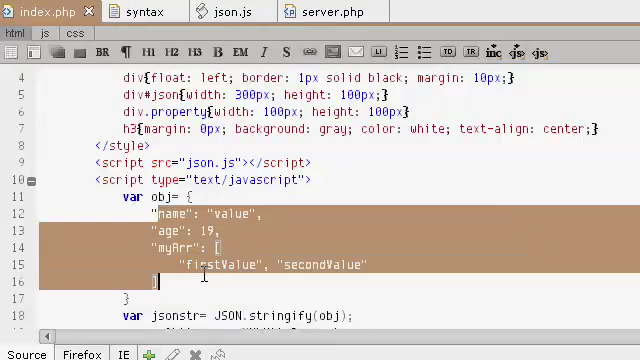 index.php syntax json.js server.php
html js
BR ¶ H1 H2 H3 " B I S LI TD TR inc <js> <js>
4 div{float: left; border: 1px solid black; margin: 10px;}
5 div#json{width: 300px; height: 100px;}
6 div.property{width: 100px; height: 100px}
7 h3{margin: 0px; background: gray; color: white; text-align: center;}
8 </style>
9 <script src="json.js"></script>
10 <script type="text/javascript">
11 var obj= {
12 "name": "value",
13 "age": 19,
14 "myArr": [
15 "firstValue", "secondValue"
16 ]
17 }
18 var jsonstr= JSON.stringify(obj);
Source Firefox IE